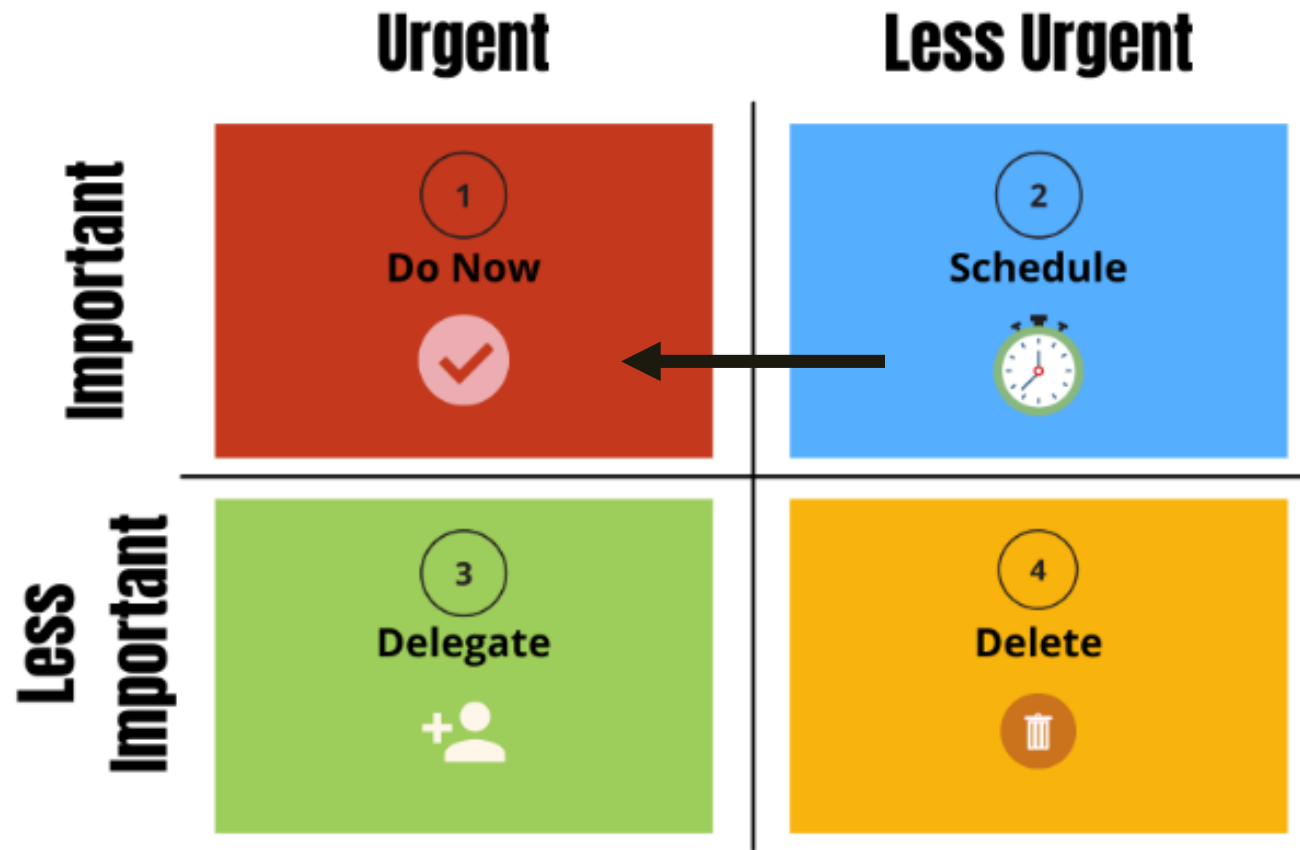 Urgent
Less Urgent
Important
1
Do Now
2
Schedule
Less
Important
3
Delegate
4
Delete